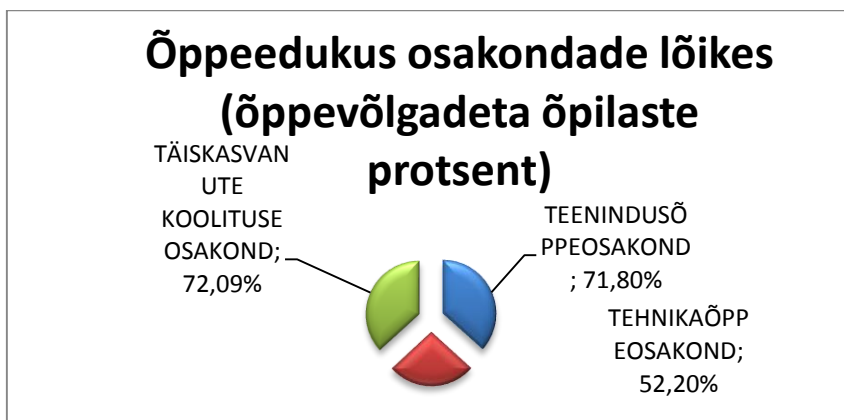 Õppeedukus osakondade lõikes
(õppevõlgadeta õpilaste
protsent)
TÄISKASVAN
UTE
KOOLITUSE
OSAKOND;
72,09%
TEENINDUSÕ
PPEOSAKOND
; 71,80%
TEHNIKAÕPP
EOSAKOND;
52,20%